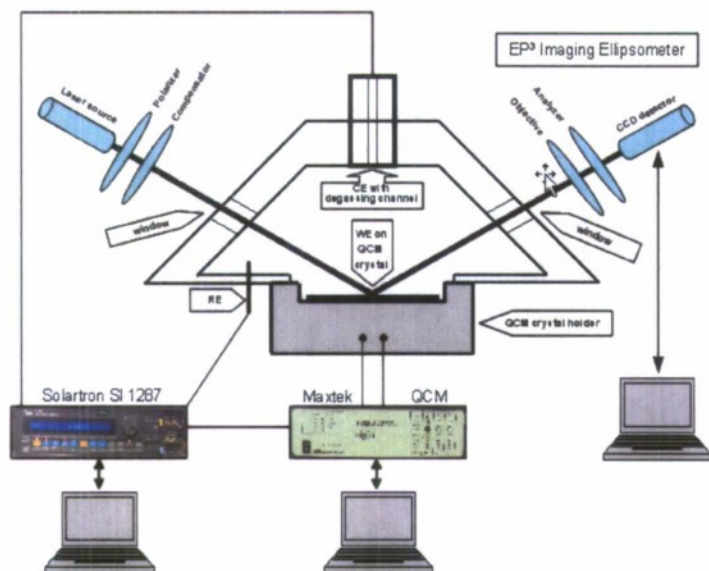 EP³ Imaging Ellipsometer
Laser source
Polarizer
Compensator
Analyzer
Objective
CCD detector
CE with
degassing channel
window
WE on
QCM
crystal
window
RE
QCM crystal holder
Solartron SI 1287
Maxtek QCM